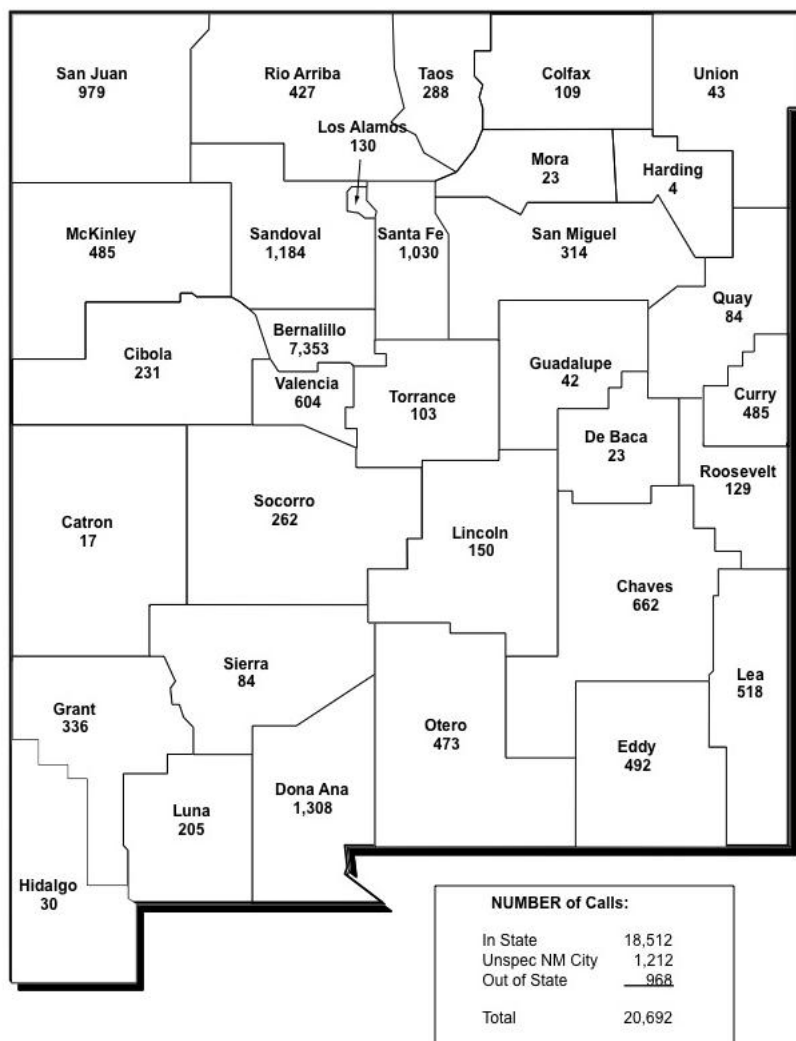 San Juan
979
Rio Arriba
427
Taos
288
Colfax
109
Union
43
Los Alamos
130
Mora
23
Harding
4
McKinley
485
Sandoval
1,184
Santa Fe
1,030
San Miguel
314
Quay
84
Bernalillo
7,353
Cibola
231
Valencia
604
Torrance
103
Guadalupe
42
Curry
485
De Baca
23
Roosevelt
129
Catron
17
Socorro
262
Lincoln
150
Chaves
662
Sierra
84
Grant
336
Otero
473
Lea
518
Eddy
492
Dona Ana
1,308
Luna
205
Hidalgo
30
NUMBER of Calls:
In State 18,512
Unspec NM City 1,212
Out of State 968
Total 20,692